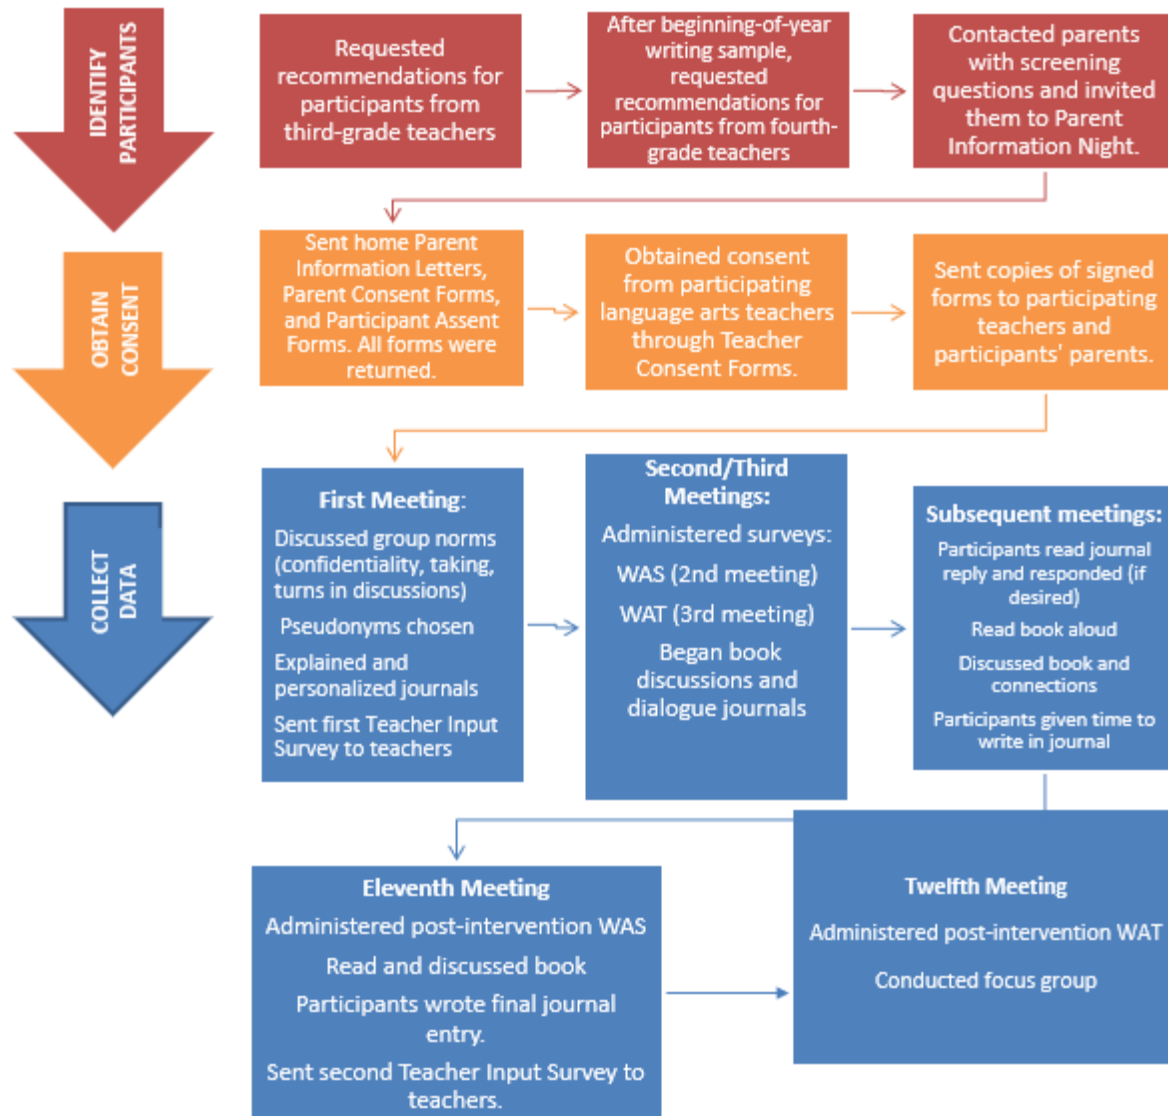 IDENTIFY
PARTICIPANTS
Requested
recommendations for
participants from
third-grade teachers
After beginning-of-year
writing sample,
requested
recommendations for
participants from fourth-
grade teachers
Contacted parents
with screening
questions and invited
them to Parent
Information Night.
OBTAIN
CONSENT
Sent home Parent
Information Letters,
Parent Consent Forms,
and Participant Assent
Forms. All forms were
returned.
Obtained consent
from participating
language arts teachers
through Teacher
Consent Forms.
Sent copies of signed
forms to participating
teachers and
participants' parents.
COLLECT
DATA
First Meeting:
Discussed group norms
(confidentiality, taking,
turns in discussions)
Pseudonyms chosen
Explained and
personalized journals
Sent first Teacher Input
Survey to teachers
Second/Third
Meetings:
Administered surveys:
WAS (2nd meeting)
WAT (3rd meeting)
Began book
discussions and
dialogue journals
Subsequent meetings:
Participants read journal
reply and responded (if
desired)
Read book aloud
Discussed book and
connections
Participants given time to
write in journal
Eleventh Meeting
Administered post-intervention WAS
Read and discussed book
Participants wrote final journal
entry.
Sent second Teacher Input Survey to
teachers.
Twelfth Meeting
Administered post-intervention WAT
Conducted focus group